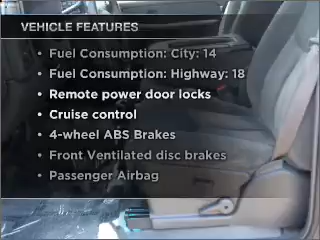 VEHICLE FEATURES
• Fuel Consumption: City: 14
• Fuel Consumption: Highway: 18
• Remote power door locks
• Cruise control
• 4-wheel ABS Brakes
• Front Ventilated disc brakes
• Passenger Airbag